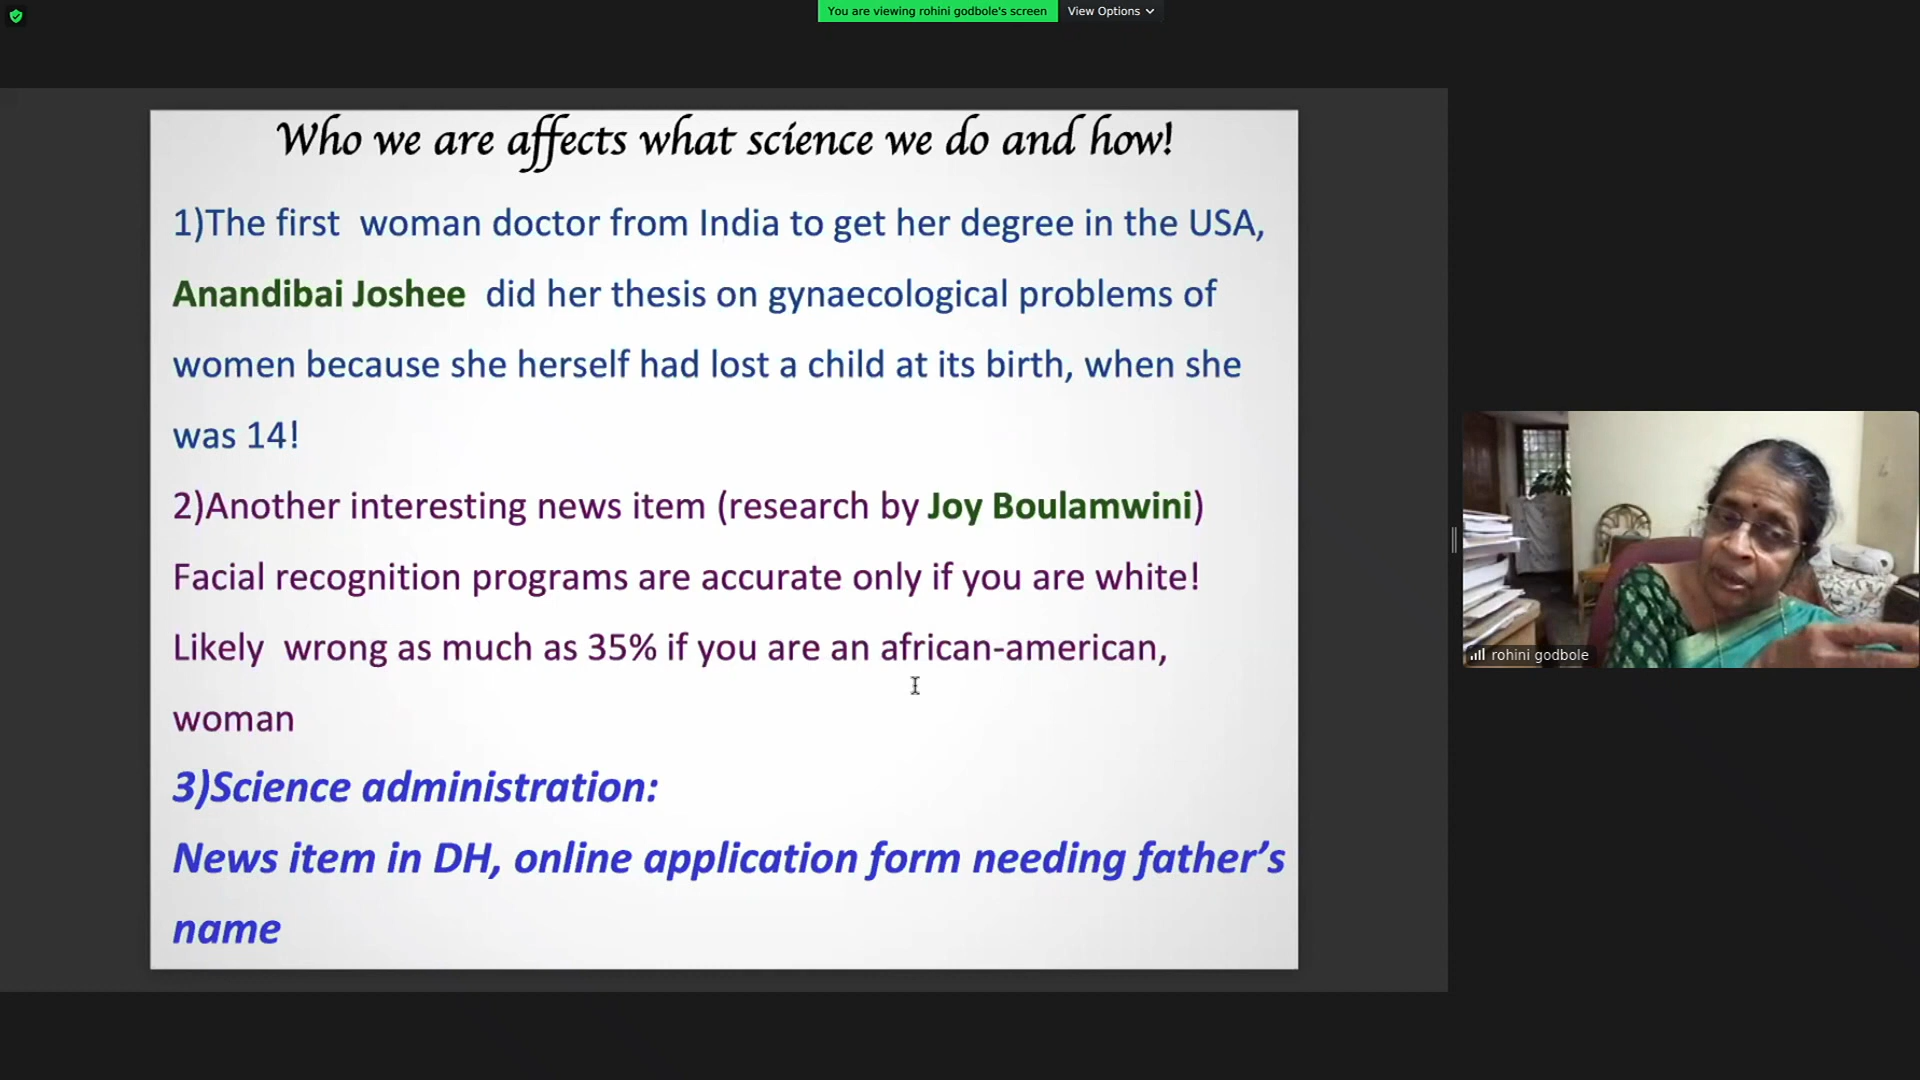 You are viewing rohini godbole's screen
View Options
Who we are affects what science we do and how!
1)The first woman doctor from India to get her degree in the USA,
Anandibai Joshee did her thesis on gynaecological problems of
women because she herself had lost a child at its birth, when she
was 14!
2)Another interesting news item (research by Joy Boulamwini)
Facial recognition programs are accurate only if you are white!
Likely wrong as much as 35% if you are an african-american,
woman
3)Science administration:
News item in DH, online application form needing father’s
name
rohini godbole